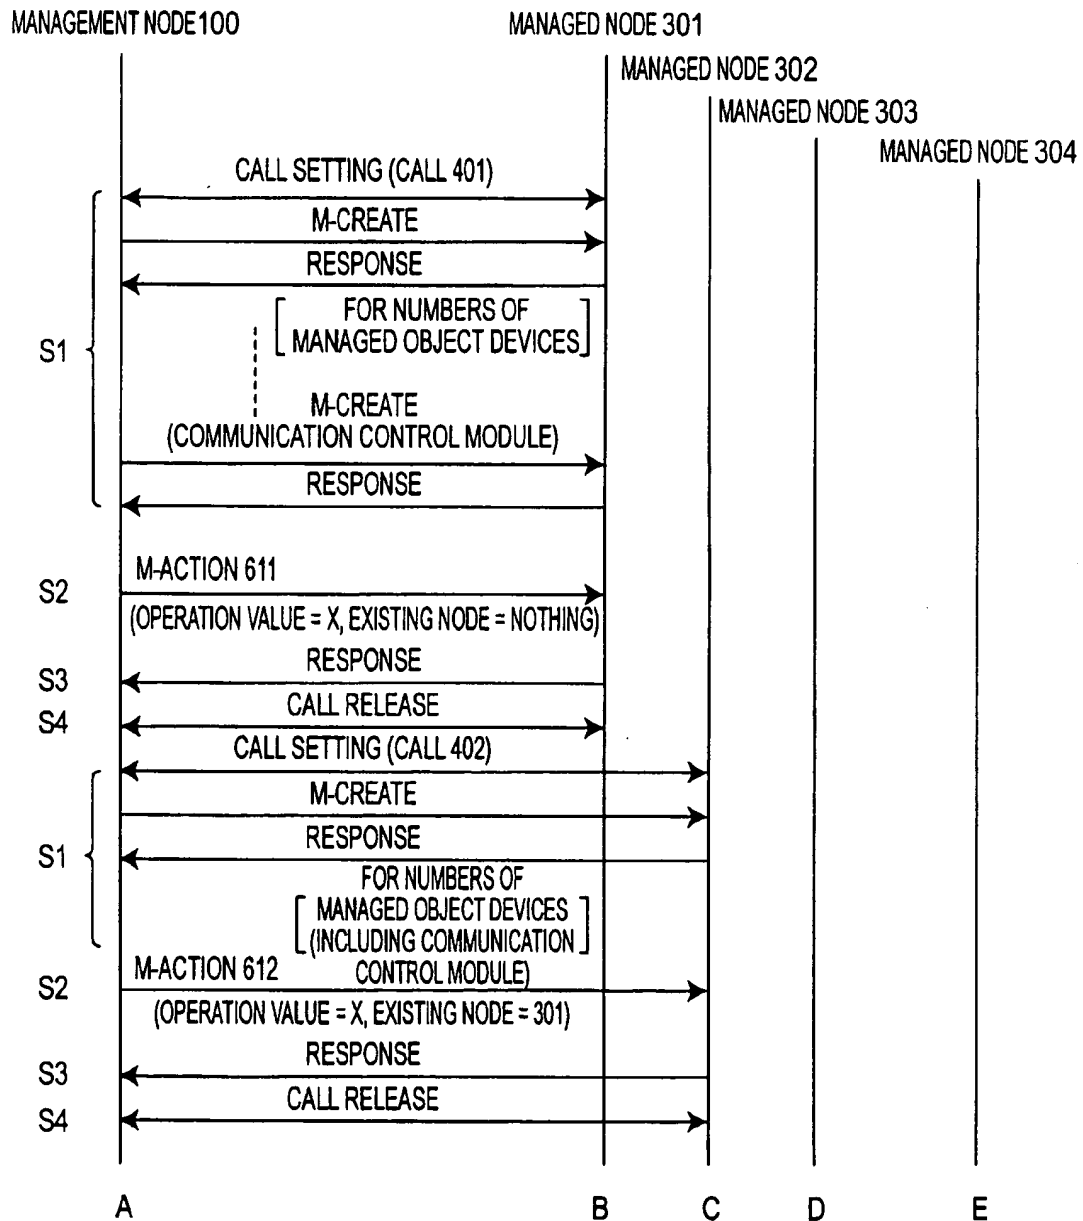 MANAGEMENT NODE100
MANAGED NODE 301
MANAGED NODE 302
MANAGED NODE 303
MANAGED NODE 304
CALL SETTING (CALL 401)
M-CREATE
RESPONSE
[FOR NUMBERS OF
MANAGED OBJECT DEVICES]
S1
M-CREATE
(COMMUNICATION CONTROL MODULE)
RESPONSE
M-ACTION 611
S2
(OPERATION VALUE = X, EXISTING NODE = NOTHING)
RESPONSE
S3
CALL RELEASE
S4
CALL SETTING (CALL 402)
M-CREATE
RESPONSE
S1
FOR NUMBERS OF
[MANAGED OBJECT DEVICES
(INCLUDING COMMUNICATION]
CONTROL MODULE)
M-ACTION 612
S2
(OPERATION VALUE = X, EXISTING NODE = 301)
RESPONSE
S3
CALL RELEASE
S4
A B C D E